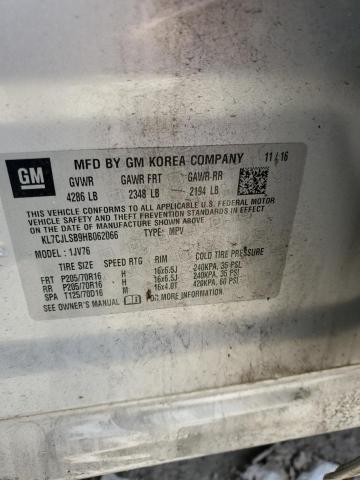 GM
MFD BY GM KOREA COMPANY 11/16
GVWR GAWR FRT GAWR-RR
4286 LB 2348 LB 2194 LB
THIS VEHICLE CONFORMS TO ALL APPLICABLE U.S. FEDERAL
MOTOR VEHICLE SAFETY, BUMPER, AND THEFT PREVENTION STANDARDS
IN EFFECT ON THE DATE OF MANUFACTURE SHOWN ABOVE.
KL7CJLSB9HB062066 TYPE: MPV
MODEL : 1JV76
TIRE SIZE SPEED RTG RIM COLD TIRE PRESSURE
FRT P205/70R16 H 16x6.5J 240KPA, 35 PSI
RR P205/70R16 H 16x6.5J 240KPA, 35 PSI
SPA T125/70D16 M 16x4.0T 420KPA, 60 PSI
SEE OWNER'S MANUAL